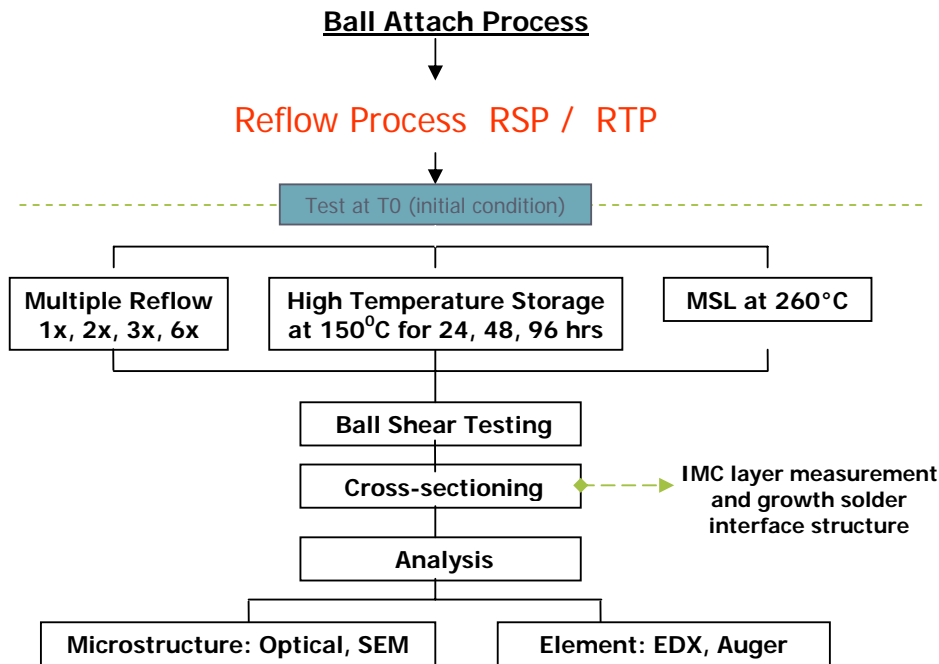 Ball Attach Process
Reflow Process RSP / RTP
Test at T0 (initial condition)
Multiple Reflow
1x, 2x, 3x, 6x
High Temperature Storage
at 150⁰C for 24, 48, 96 hrs
MSL at 260°C
Ball Shear Testing
Cross-sectioning
IMC layer measurement
and growth solder
interface structure
Analysis
Microstructure: Optical, SEM
Element: EDX, Auger